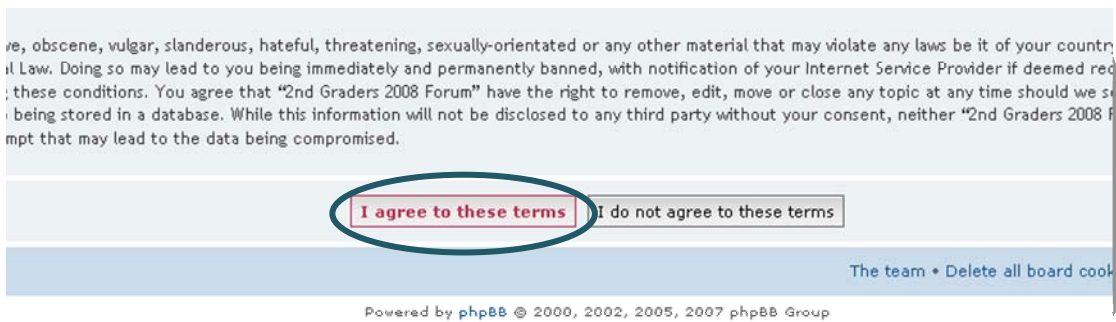 ve, obscene, vulgar, slanderous, hateful, threatening, sexually-orientated or any other material that may violate any laws be it of your country
al Law. Doing so may lead to you being immediately and permanently banned, with notification of your Internet Service Provider if deemed req
these conditions. You agree that “2nd Graders 2008 Forum” have the right to remove, edit, move or close any topic at any time should we s
being stored in a database. While this information will not be disclosed to any third party without your consent, neither “2nd Graders 2008 F
mpt that may lead to the data being compromised.
I agree to these terms I do not agree to these terms
The team • Delete all board cook
Powered by phpBB © 2000, 2002, 2005, 2007 phpBB Group